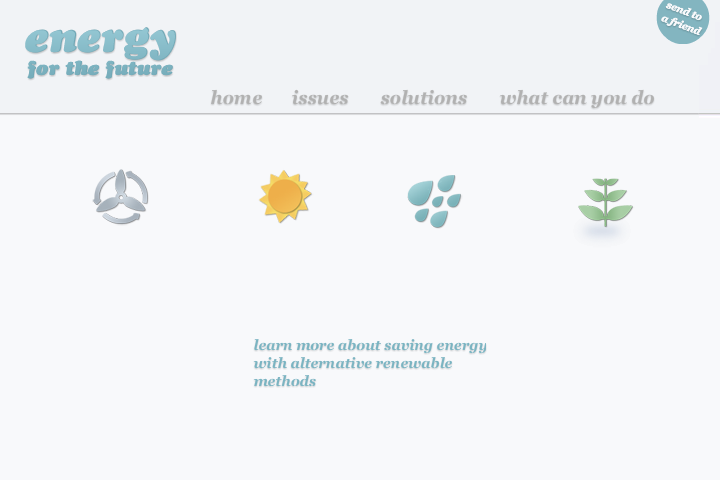 energy
for the future
send to
a friend
home issues solutions what can you do
learn more about saving energy
with alternative renewable
methods